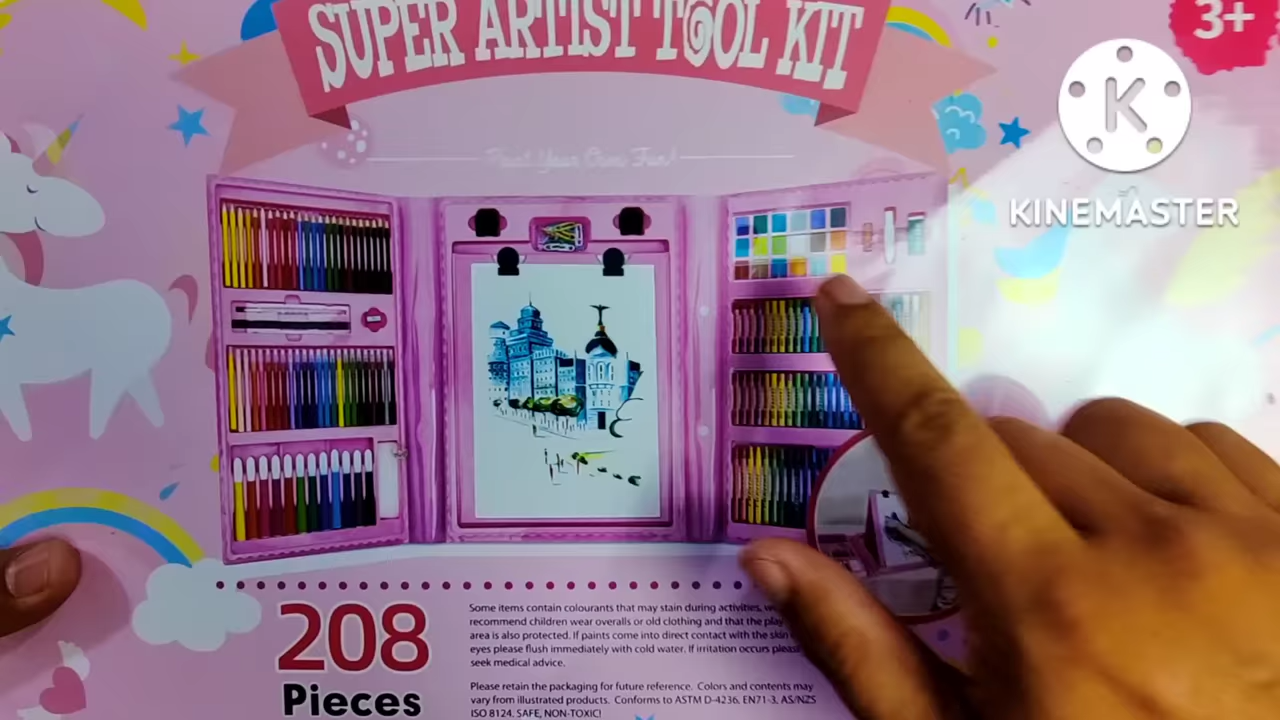 SUPER ARTIST TOOL KIT
3+
K
KINEMASTER
Paint Your Own Fun!
208
Pieces
Some items contain colourants that may stain during activities,
recommend children wear overalls or old clothing and that the play
area is also protected. If paints come into direct contact with the skin
eyes please flush immediately with cold water. If irritation occurs please
seek medical advice.
Please retain the packaging for future reference. Colors and contents may
vary from illustrated products. Conforms to ASTM D-4236, EN71-3, AS/NZS
ISO 8124. SAFE, NON-TOXIC!